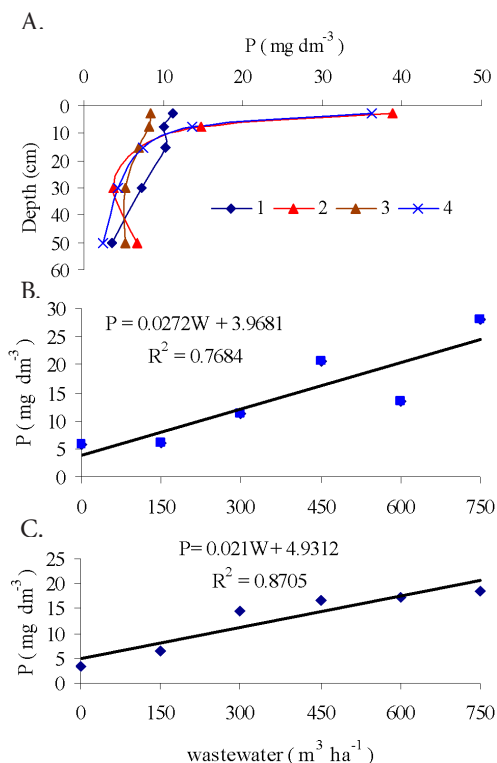 A.
P ( mg dm-3)
0 10 20 30 40 50
0
10
20
30
40
50
60
Depth (cm)
1 2 3 4
B.
30
25
20
15
10
5
0
P ( mg dm-3)
P = 0.0272W + 3.9681
R2 = 0.7684
0 150 300 450 600 750
C.
25
20
15
10
5
0
P ( mg dm-3)
P= 0.021W+ 4.9312
R2 = 0.8705
0 150 300 450 600 750
wastewater ( m3 ha-1)